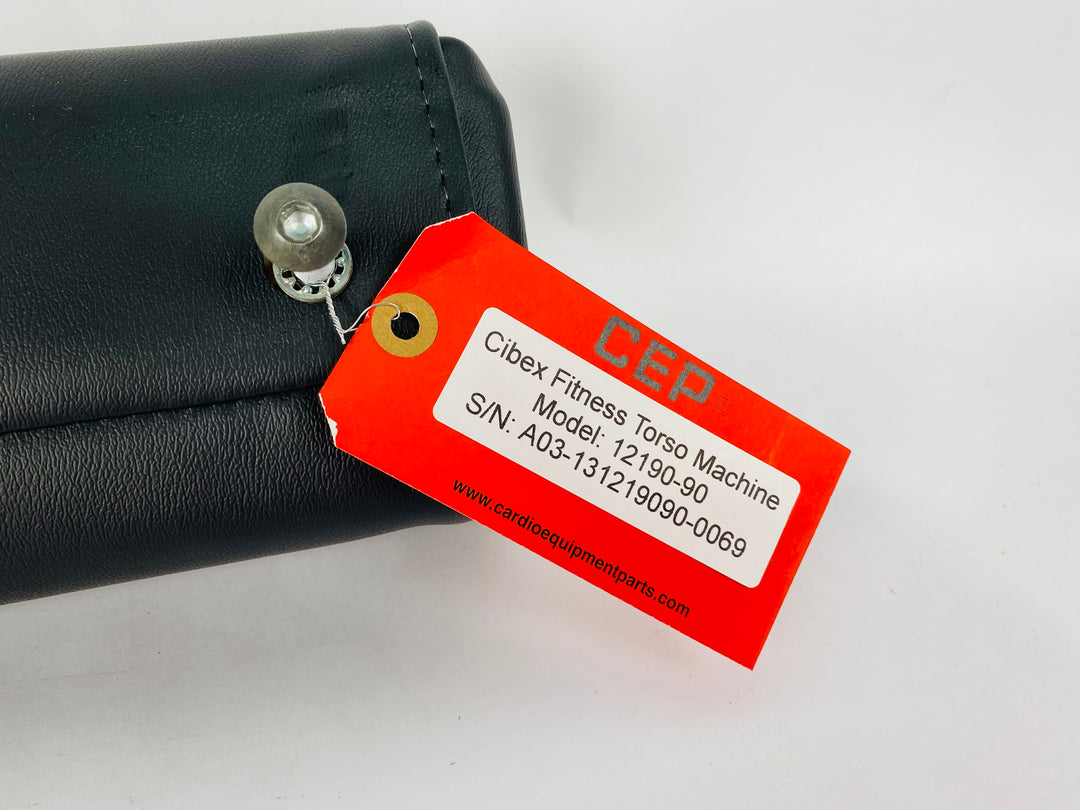 CEP
Cibex Fitness Torso Machine
Model: 12190-90
S/N: A03-131219090-0069
www.cardioequipmentparts.com